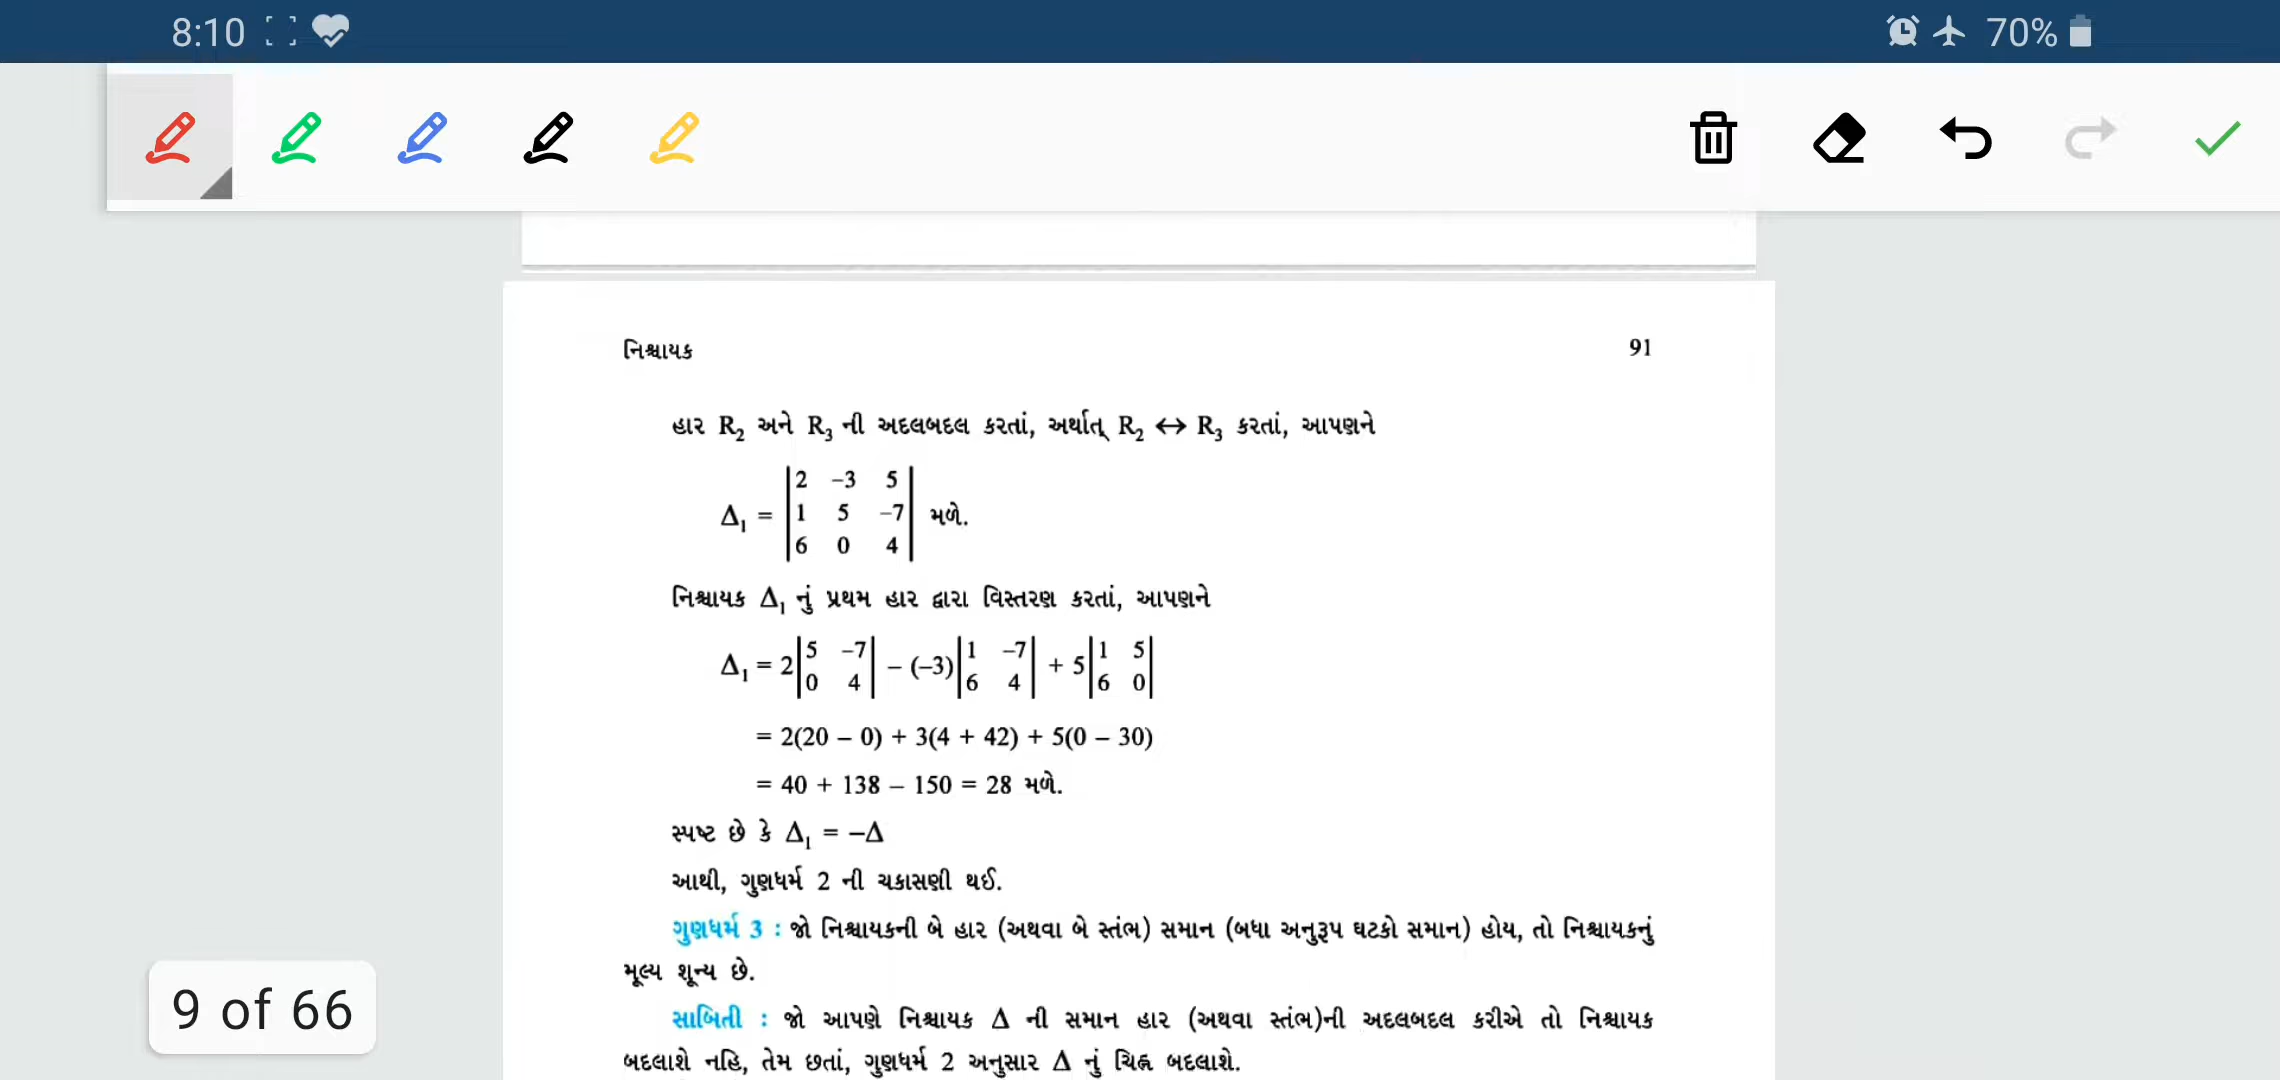 8:10 70%
નિશ્ચાયક 91
હાર R₂ અને R₃ ની અદલબદલ કરતાં, અર્થાત્ R₂ ↔ R₃ કરતાં, આપણને
Δ₁ = |2 –3 5|
|1 5 –7| મળે.
|6 0 4|
નિશ્ચાયક Δ₁ નું પ્રથમ હાર દ્વારા વિસ્તરણ કરતાં, આપણને
Δ₁ = 2|5 –7; 0 4| – (–3)|1 –7; 6 4| + 5|1 5; 6 0|
= 2(20 – 0) + 3(4 + 42) + 5(0 – 30)
= 40 + 138 – 150 = 28 મળે.
સ્પષ્ટ છે કે Δ₁ = –Δ
આથી, ગુણધર્મ 2 ની ચકાસણી થઈ.
ગુણધર્મ 3 : જો નિશ્ચાયકની બે હાર (અથવા બે સ્તંભ) સમાન (બધા અનુરૂપ ઘટકો સમાન) હોય, તો નિશ્ચાયકનું
મૂલ્ય શૂન્ય છે.
સાબિતી : જો આપણે નિશ્ચાયક Δ ની સમાન હાર (અથવા સ્તંભ)ની અદલબદલ કરીએ તો નિશ્ચાયક
બદલાશે નહિ, તેમ છતાં, ગુણધર્મ 2 અનુસાર Δ નું ચિહ્ન બદલાશે.
9 of 66